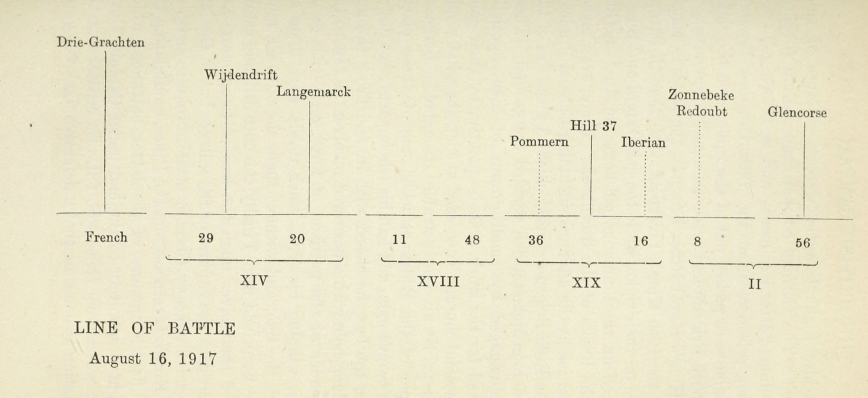 Drie-Grachten
Wijdendrift
Langemarck
Zonnebeke
Redoubt
Glencorse
Hill 37
Pommern
Iberian
French 29 20 11 48 36 16 8 56
XIV XVIII XIX II
LINE OF BATTLE
August 16, 1917